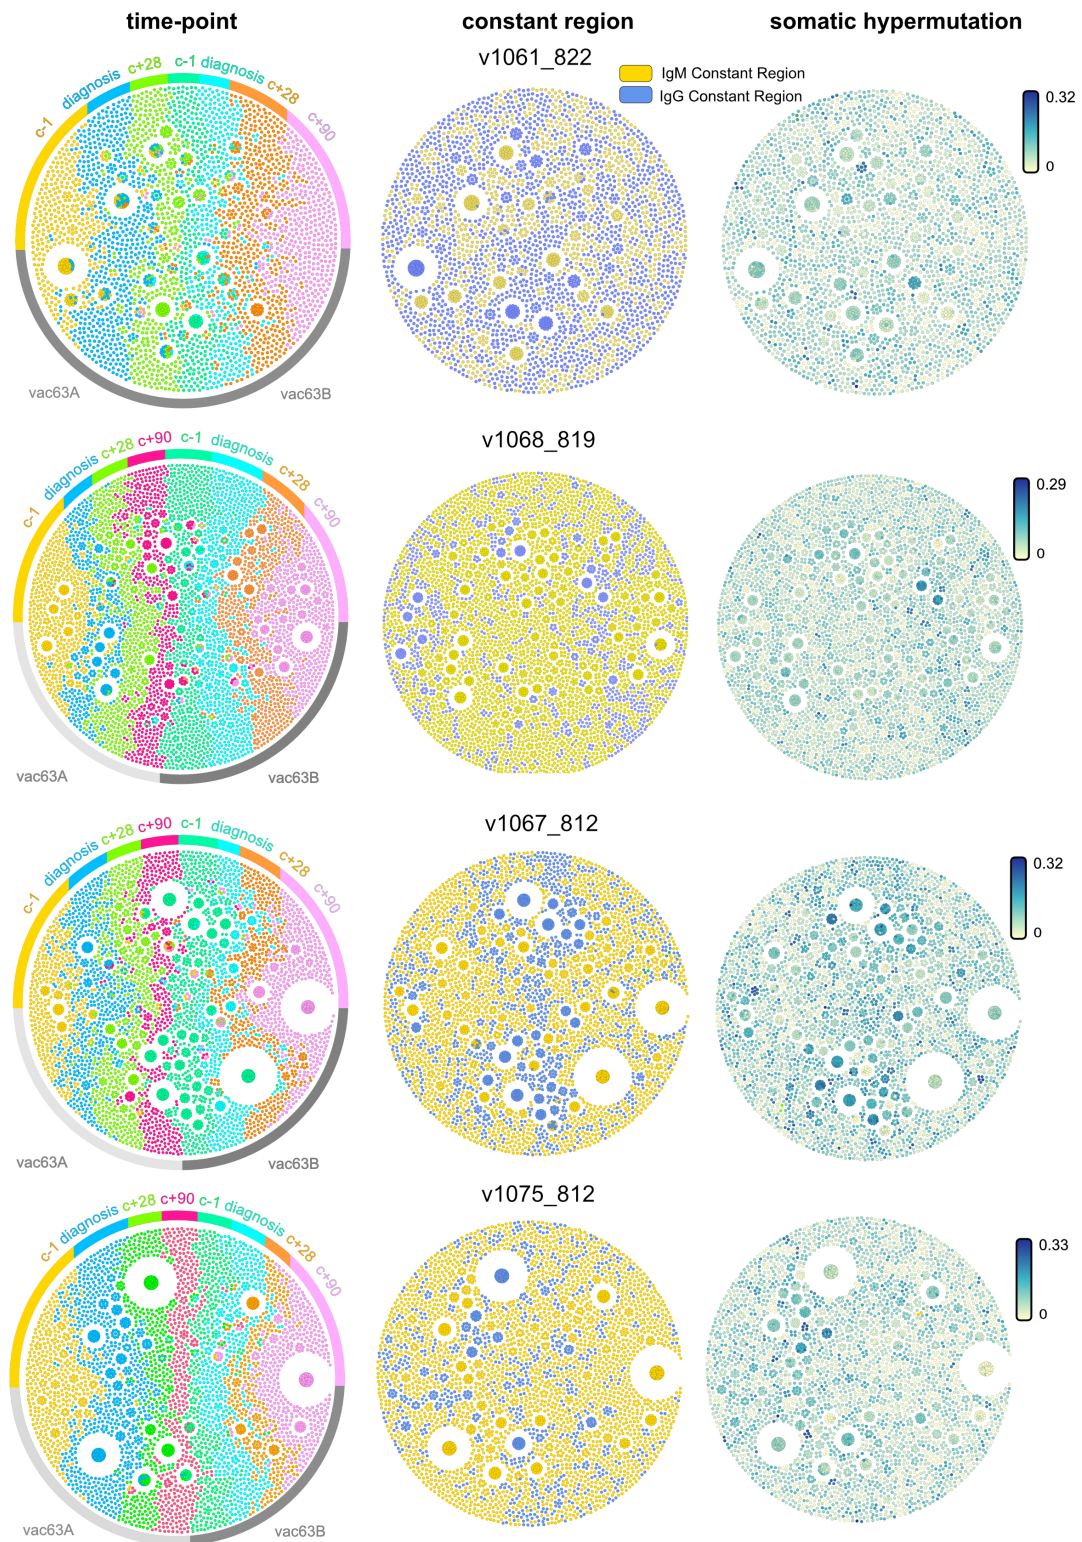 time-point
constant region
somatic hypermutation
v1061_822
c-1
diagnosis
c+28
c-1
diagnosis
c+28
c+90
vac63A
vac63B
IgM Constant Region
IgG Constant Region
0.32
0
v1068_819
c-1
diagnosis
c+28
c+90
c-1
diagnosis
c+28
c+90
vac63A
vac63B
0.29
0
v1067_812
c-1
diagnosis
c+28
c+90
c-1
diagnosis
c+28
c+90
vac63A
vac63B
0.32
0
v1075_812
c-1
diagnosis
c+28
c+90
c-1
diagnosis
c+28
c+90
vac63A
vac63B
0.33
0